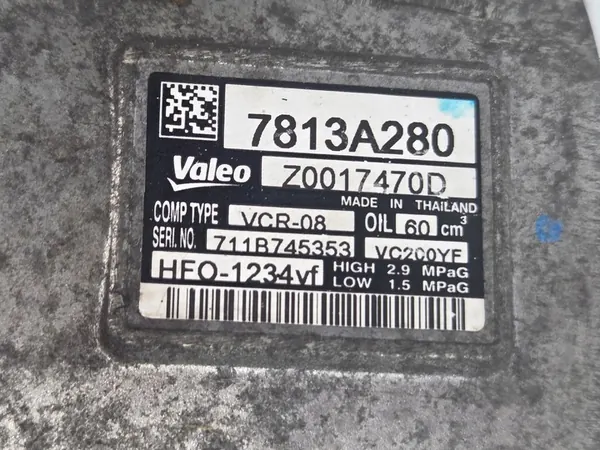 7813A280
Valeo Z0017470D
MADE IN THAILAND
COMP TYPE VCR-08 OIL 60 cm³
SERI. NO. 711B745353 VC200YF
HFO-1234yf HIGH 2.9 MPaG
LOW 1.5 MPaG